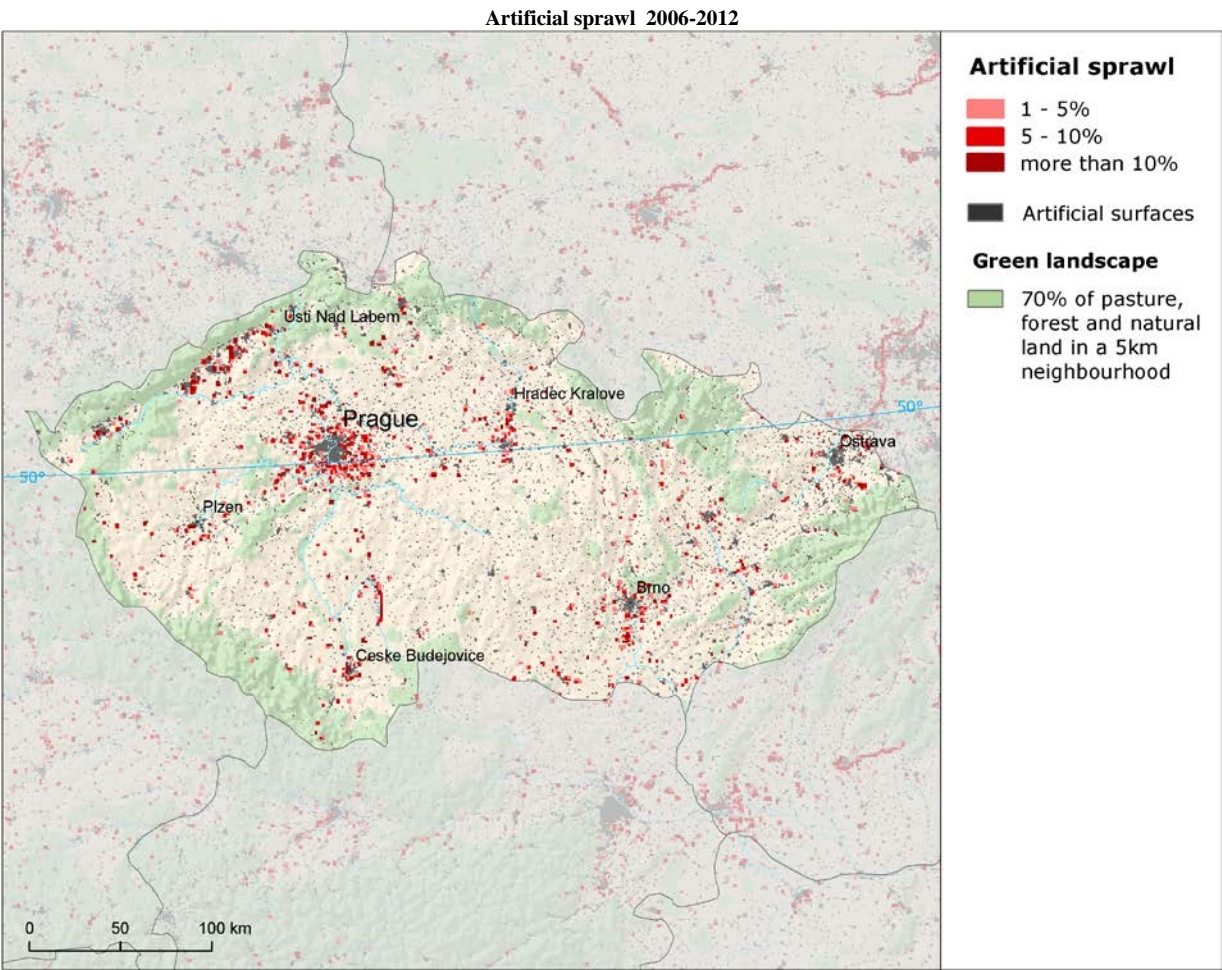 Artificial sprawl 2006-2012
Artificial sprawl
1 - 5%
5 - 10%
more than 10%
Artificial surfaces
Green landscape
70% of pasture,
forest and natural
land in a 5km
neighbourhood
Usti Nad Labem
Hradec Kralove
Prague
50°
Ostrava
50°
Plzen
Brno
Ceske Budejovice
0 50 100 km